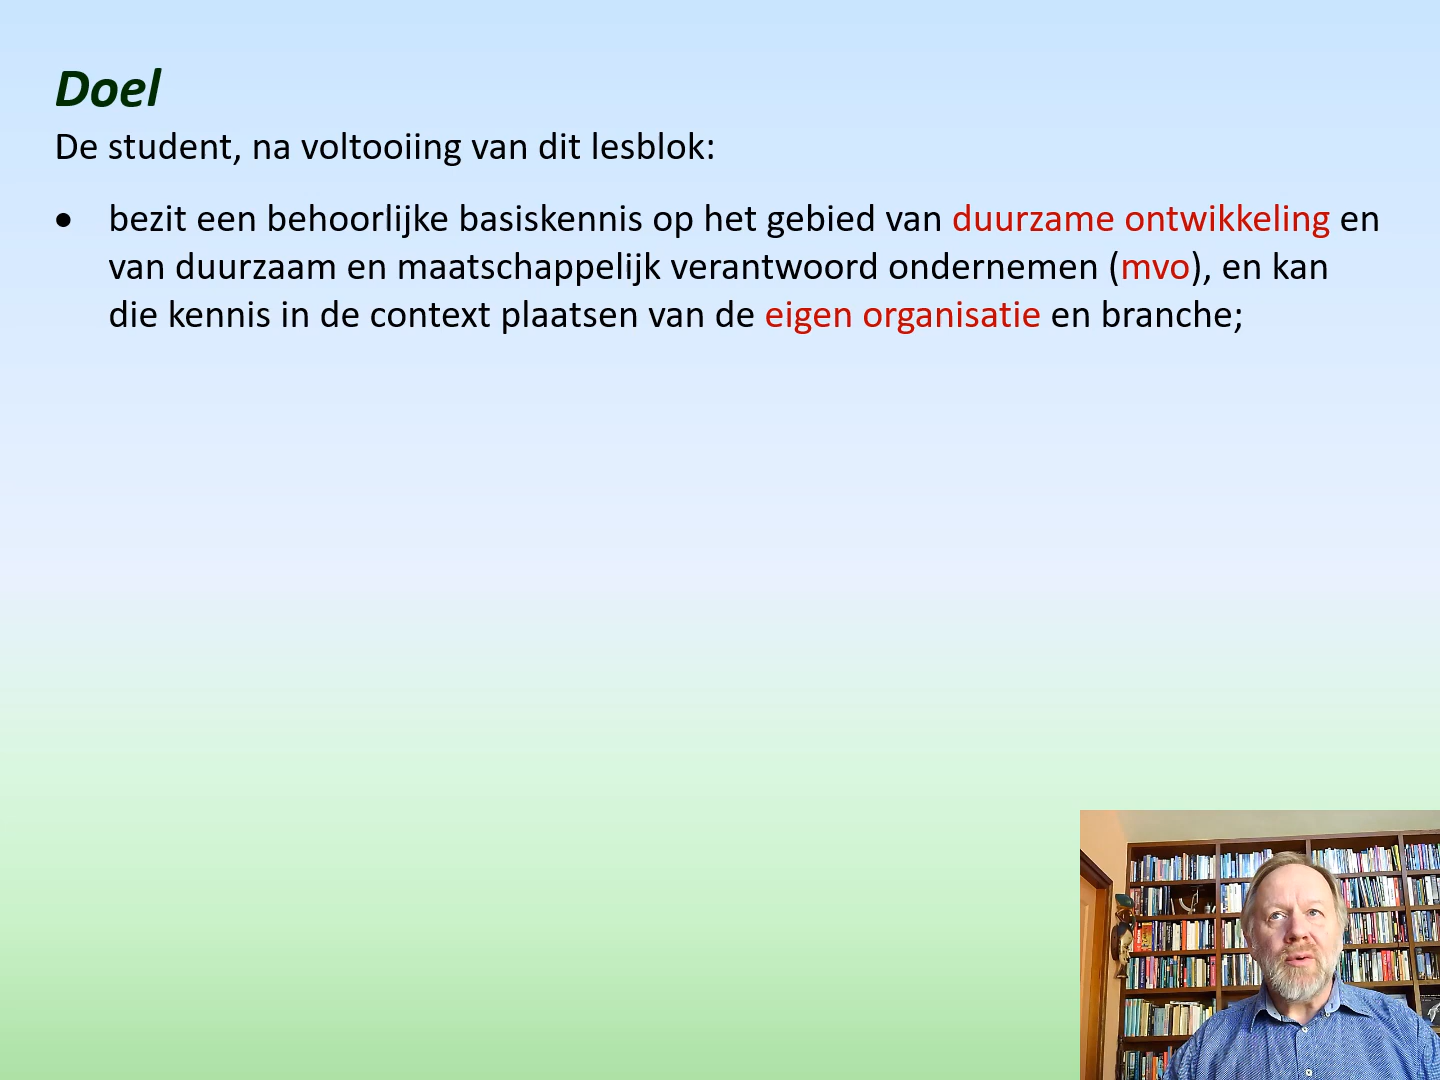 Doel
De student, na voltooiing van dit lesblok:
• bezit een behoorlijke basiskennis op het gebied van duurzame ontwikkeling en
van duurzaam en maatschappelijk verantwoord ondernemen (mvo), en kan
die kennis in de context plaatsen van de eigen organisatie en branche;